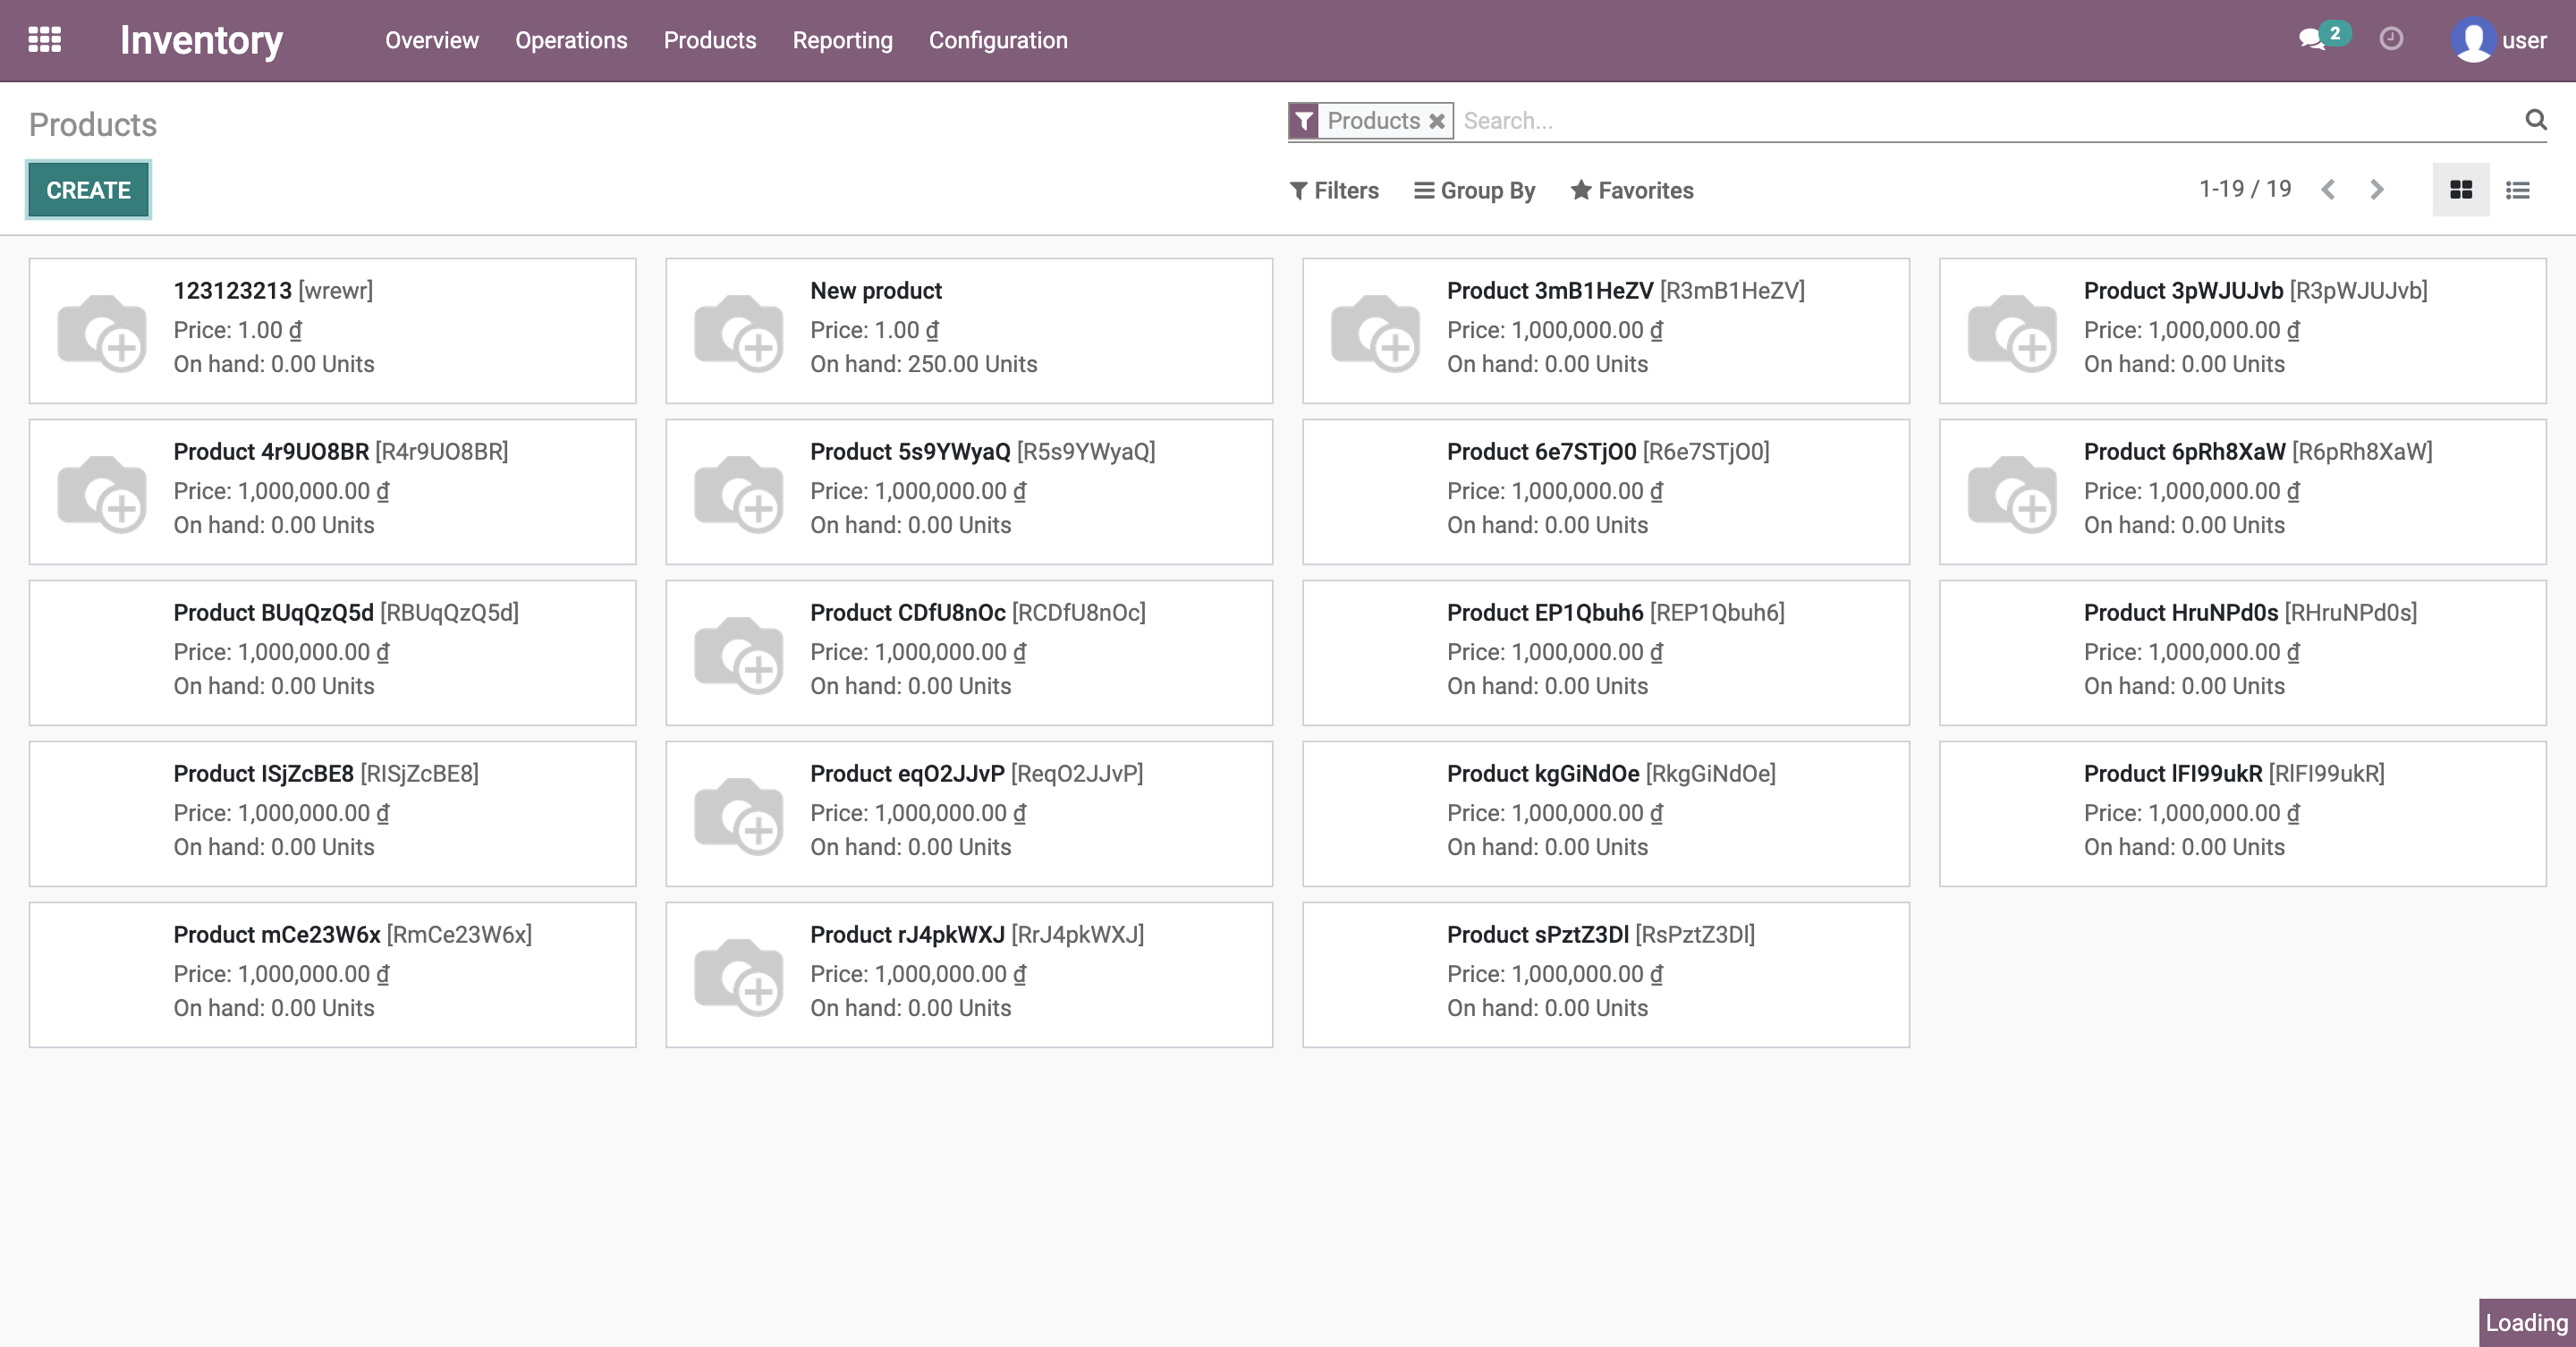 Inventory Overview Operations Products Reporting Configuration 2 user
Products
Products Search...
CREATE
Filters Group By Favorites 1-19 / 19
123123213 [wrewr]
Price: 1.00 ₫
On hand: 0.00 Units
New product
Price: 1.00 ₫
On hand: 250.00 Units
Product 3mB1HeZV [R3mB1HeZV]
Price: 1,000,000.00 ₫
On hand: 0.00 Units
Product 3pWJUJvb [R3pWJUJvb]
Price: 1,000,000.00 ₫
On hand: 0.00 Units
Product 4r9UO8BR [R4r9UO8BR]
Price: 1,000,000.00 ₫
On hand: 0.00 Units
Product 5s9YWyaQ [R5s9YWyaQ]
Price: 1,000,000.00 ₫
On hand: 0.00 Units
Product 6e7STjO0 [R6e7STjO0]
Price: 1,000,000.00 ₫
On hand: 0.00 Units
Product 6pRh8XaW [R6pRh8XaW]
Price: 1,000,000.00 ₫
On hand: 0.00 Units
Product BUqQzQ5d [RBUqQzQ5d]
Price: 1,000,000.00 ₫
On hand: 0.00 Units
Product CDfU8nOc [RCDfU8nOc]
Price: 1,000,000.00 ₫
On hand: 0.00 Units
Product EP1Qbuh6 [REP1Qbuh6]
Price: 1,000,000.00 ₫
On hand: 0.00 Units
Product HruNPd0s [RHruNPd0s]
Price: 1,000,000.00 ₫
On hand: 0.00 Units
Product ISjZcBE8 [RISjZcBE8]
Price: 1,000,000.00 ₫
On hand: 0.00 Units
Product eqO2JJvP [ReqO2JJvP]
Price: 1,000,000.00 ₫
On hand: 0.00 Units
Product kgGiNdOe [RkgGiNdOe]
Price: 1,000,000.00 ₫
On hand: 0.00 Units
Product lFI99ukR [RlFI99ukR]
Price: 1,000,000.00 ₫
On hand: 0.00 Units
Product mCe23W6x [RmCe23W6x]
Price: 1,000,000.00 ₫
On hand: 0.00 Units
Product rJ4pkWXJ [RrJ4pkWXJ]
Price: 1,000,000.00 ₫
On hand: 0.00 Units
Product sPztZ3Dl [RsPztZ3Dl]
Price: 1,000,000.00 ₫
On hand: 0.00 Units
Loading